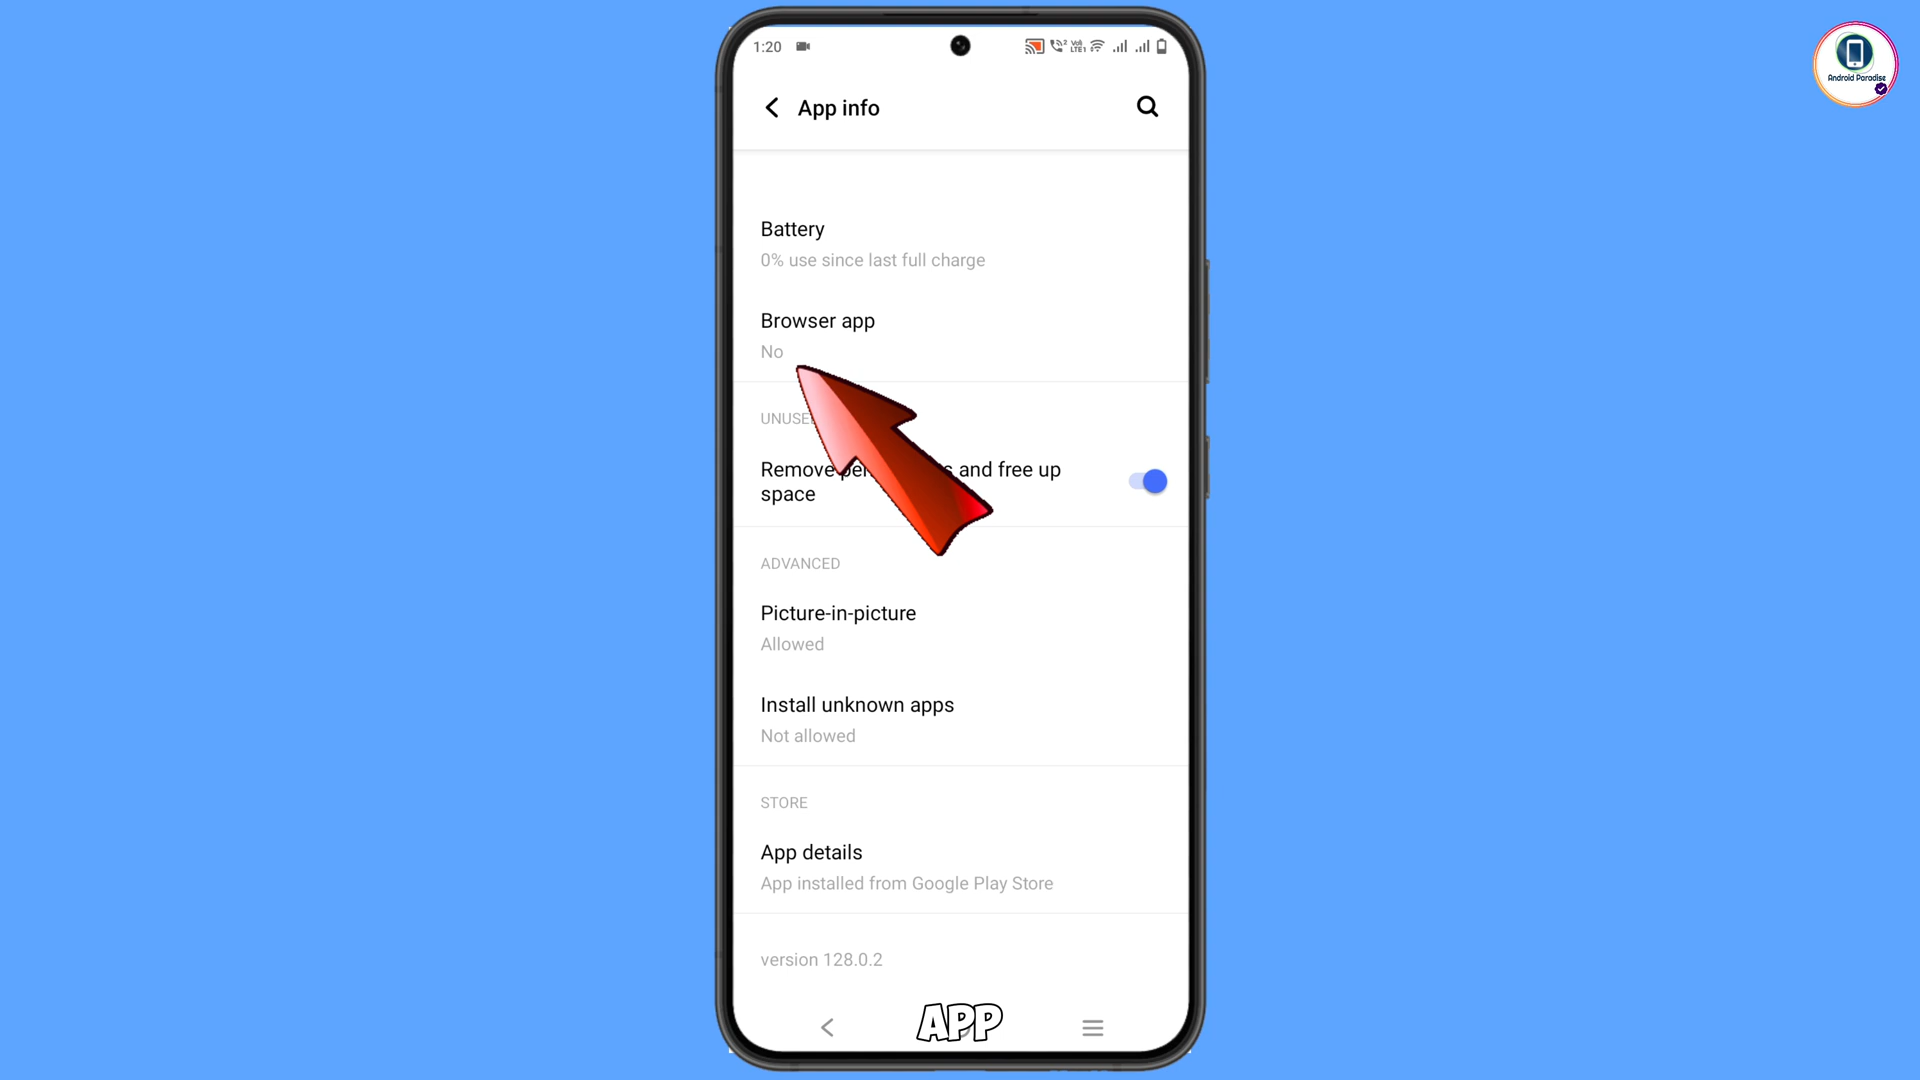 1:20
App info
Android Paradise
Battery
0% use since last full charge
Browser app
No
Remove and free up
space
ADVANCED
Picture-in-picture
Allowed
Install unknown apps
Not allowed
STORE
App details
App installed from Google Play Store
version 128.0.2
APP